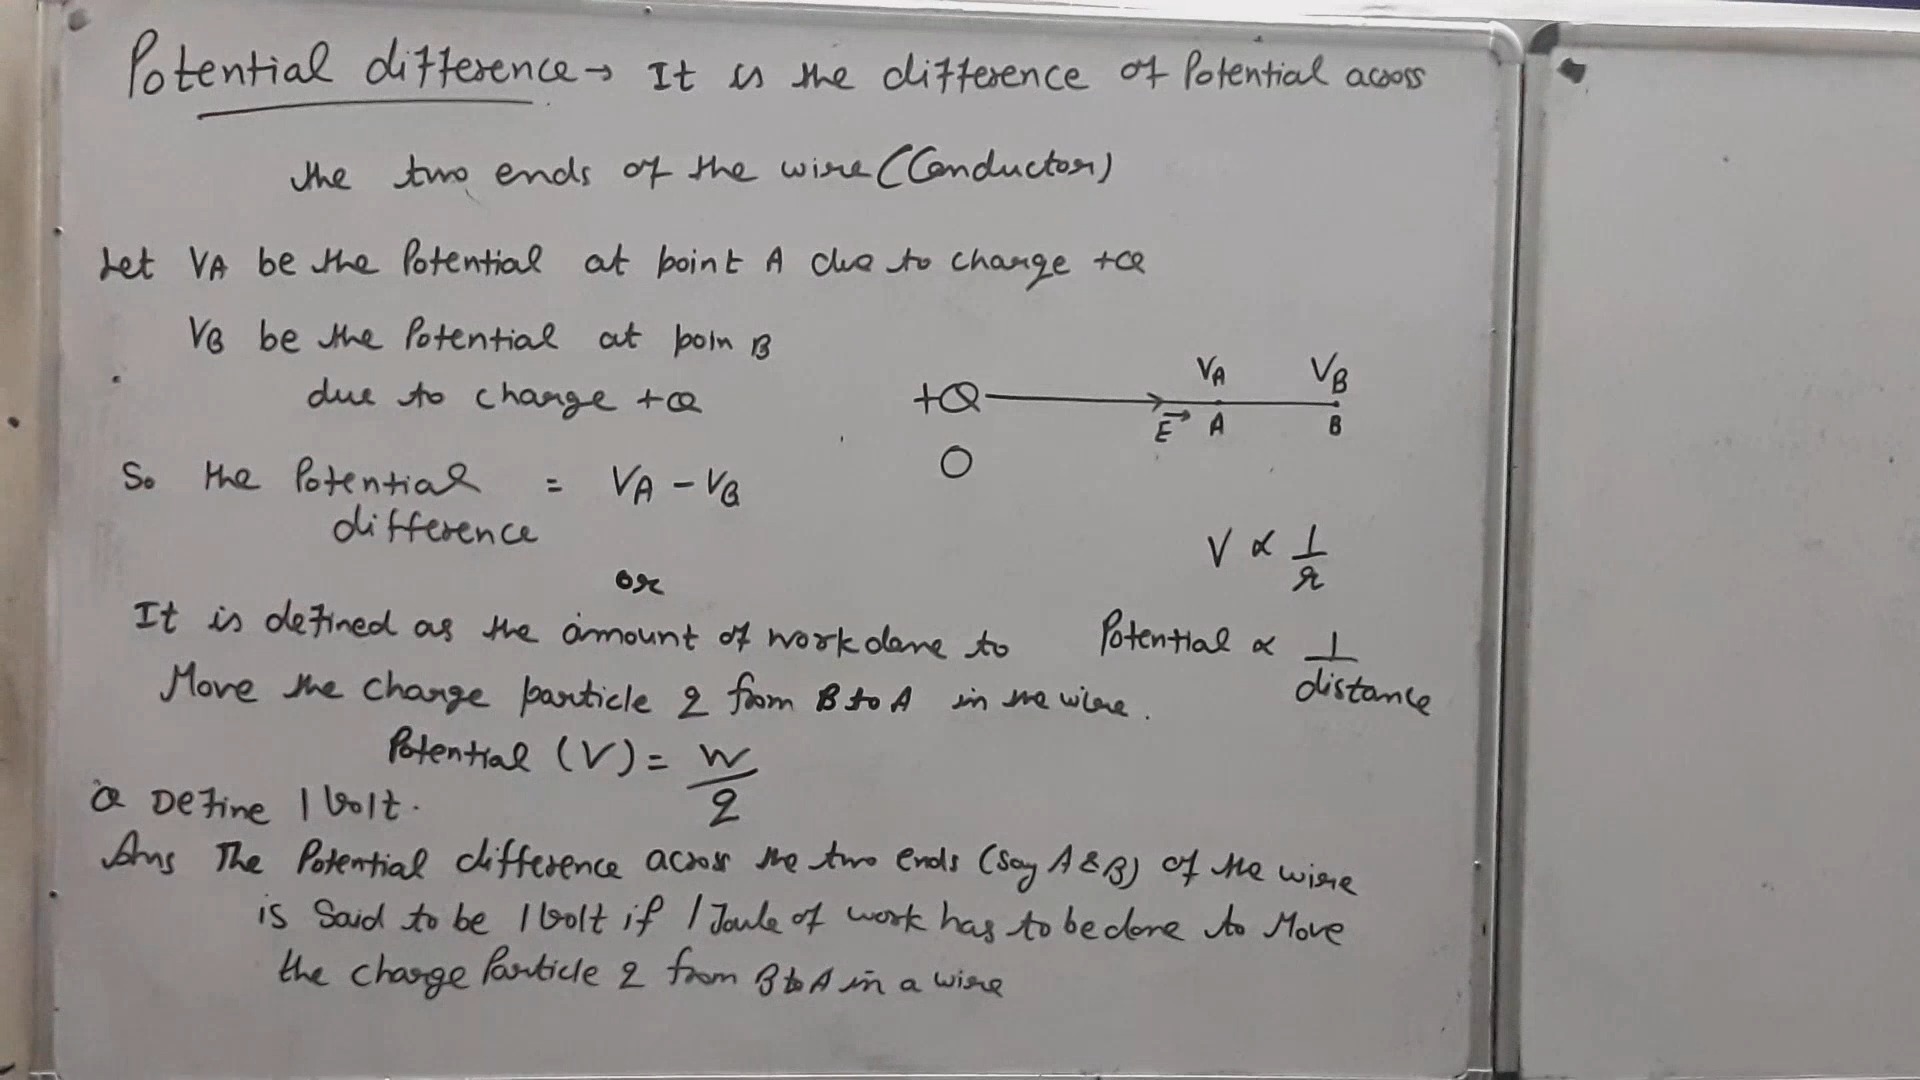 Potential difference → It is the difference of Potential across
the two ends of the wire (Conductor)
Let VA be the Potential at point A due to charge +Q
VB be the Potential at poin B
due to charge +Q
VA VB
+Q E A B
O
So the Potential = VA - VB
difference
V ∝ 1/r
or
It is defined as the amount of work done to
Move the charge particle q from B to A in the wire.
Potential ∝ 1/distance
Potential (V) = W/q
Q Define 1 Volt.
Ans The Potential difference across the two ends (say A & B) of the wire
is Said to be 1 Volt if 1 Joule of work has to be done to Move
the charge Particle q from B to A in a wire